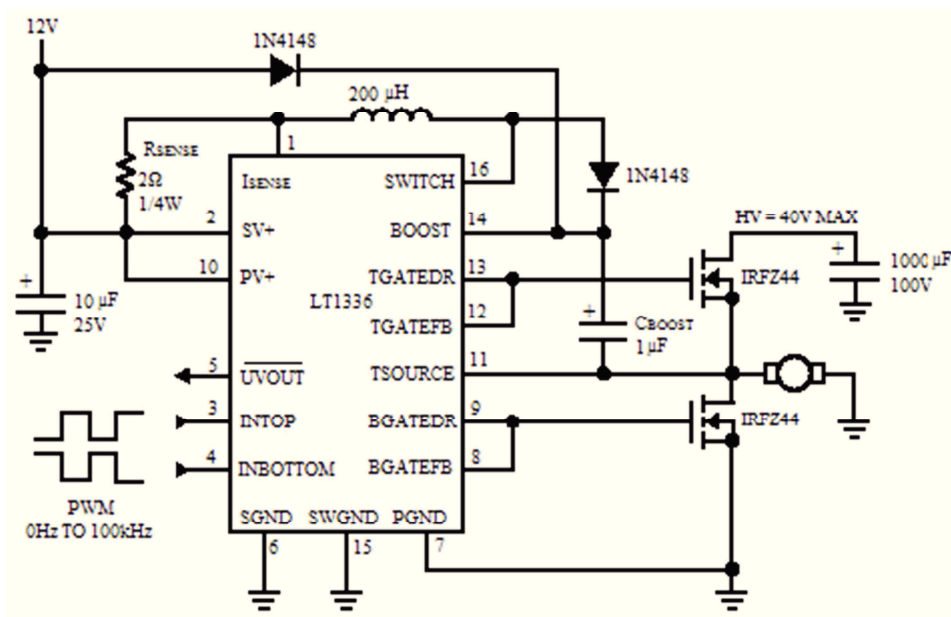 12V
1N4148
200 µH
RSENSE
2Ω
1/4W
1
ISENSE
SWITCH
16
1N4148
2
SV+
BOOST
14
HV = 40V MAX
10
PV+
TGATEDR
13
IRFZ44
1000 µF
100V
10 µF
25V
LT1336
TGATEFB
12
CBOOST
1µF
5
UVOUT
TSOURCE
11
3
INTOP
BGATEDR
9
IRFZ44
4
INBOTTOM
BGATEFB
8
PWM
0Hz TO 100kHz
SGND
SWGND
PGND
6
15
7
+
+
+